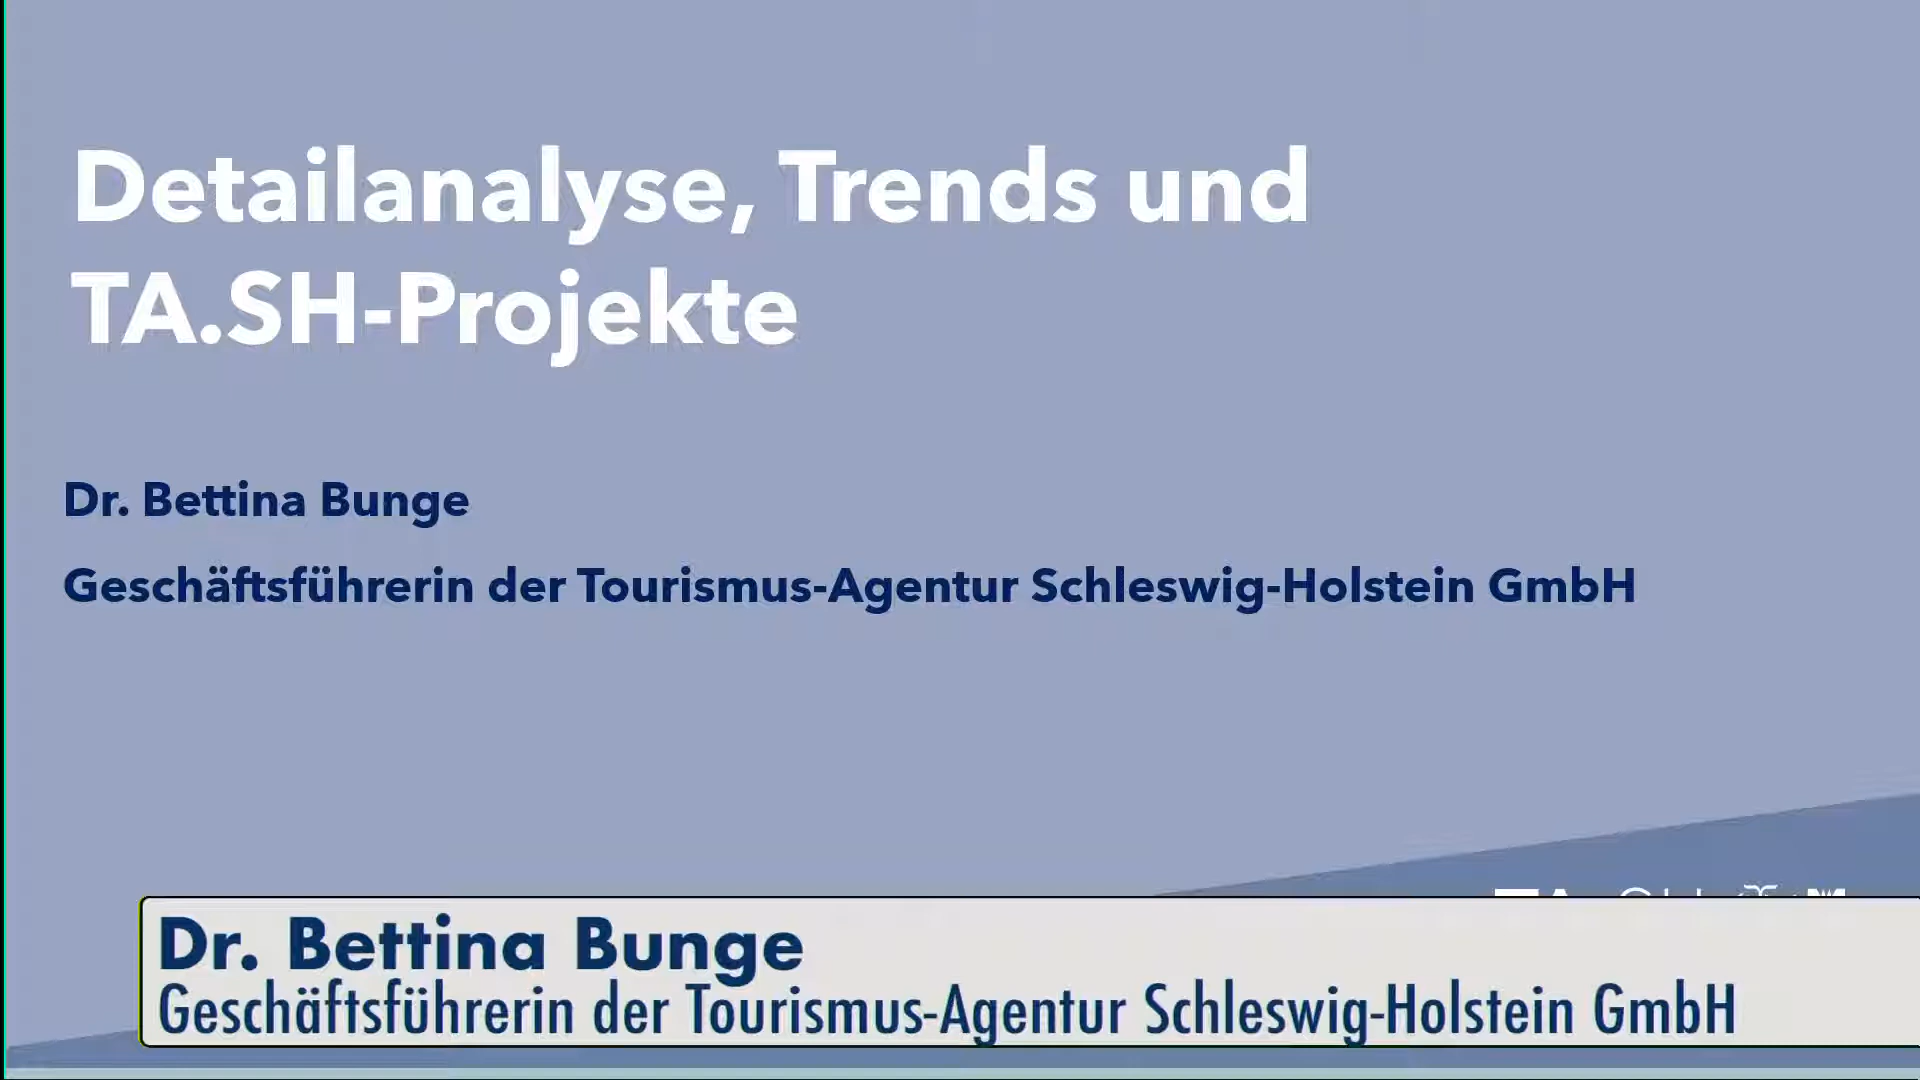 Detailanalyse, Trends und
TA.SH-Projekte
Dr. Bettina Bunge
Geschäftsführerin der Tourismus-Agentur Schleswig-Holstein GmbH
Dr. Bettina Bunge
Geschäftsführerin der Tourismus-Agentur Schleswig-Holstein GmbH